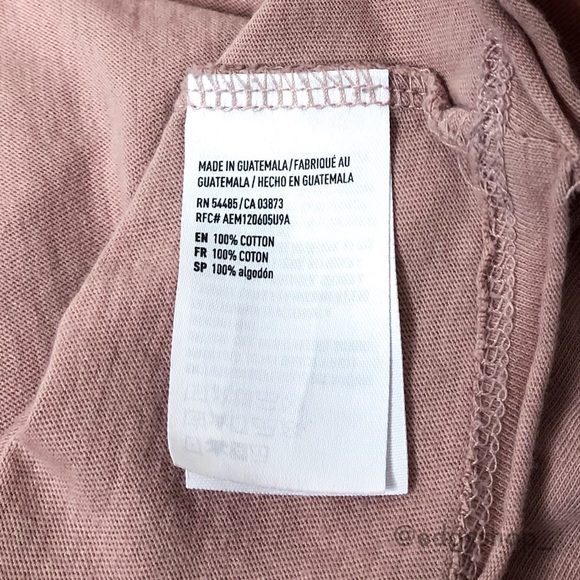 MADE IN GUATEMALA/FABRIQUÉ AU
GUATEMALA / HECHO EN GUATEMALA
RN 54485/CA 03873
RFC# AEM120605U9A
EN 100% COTTON
FR 100% COTON
SP 100% algodón